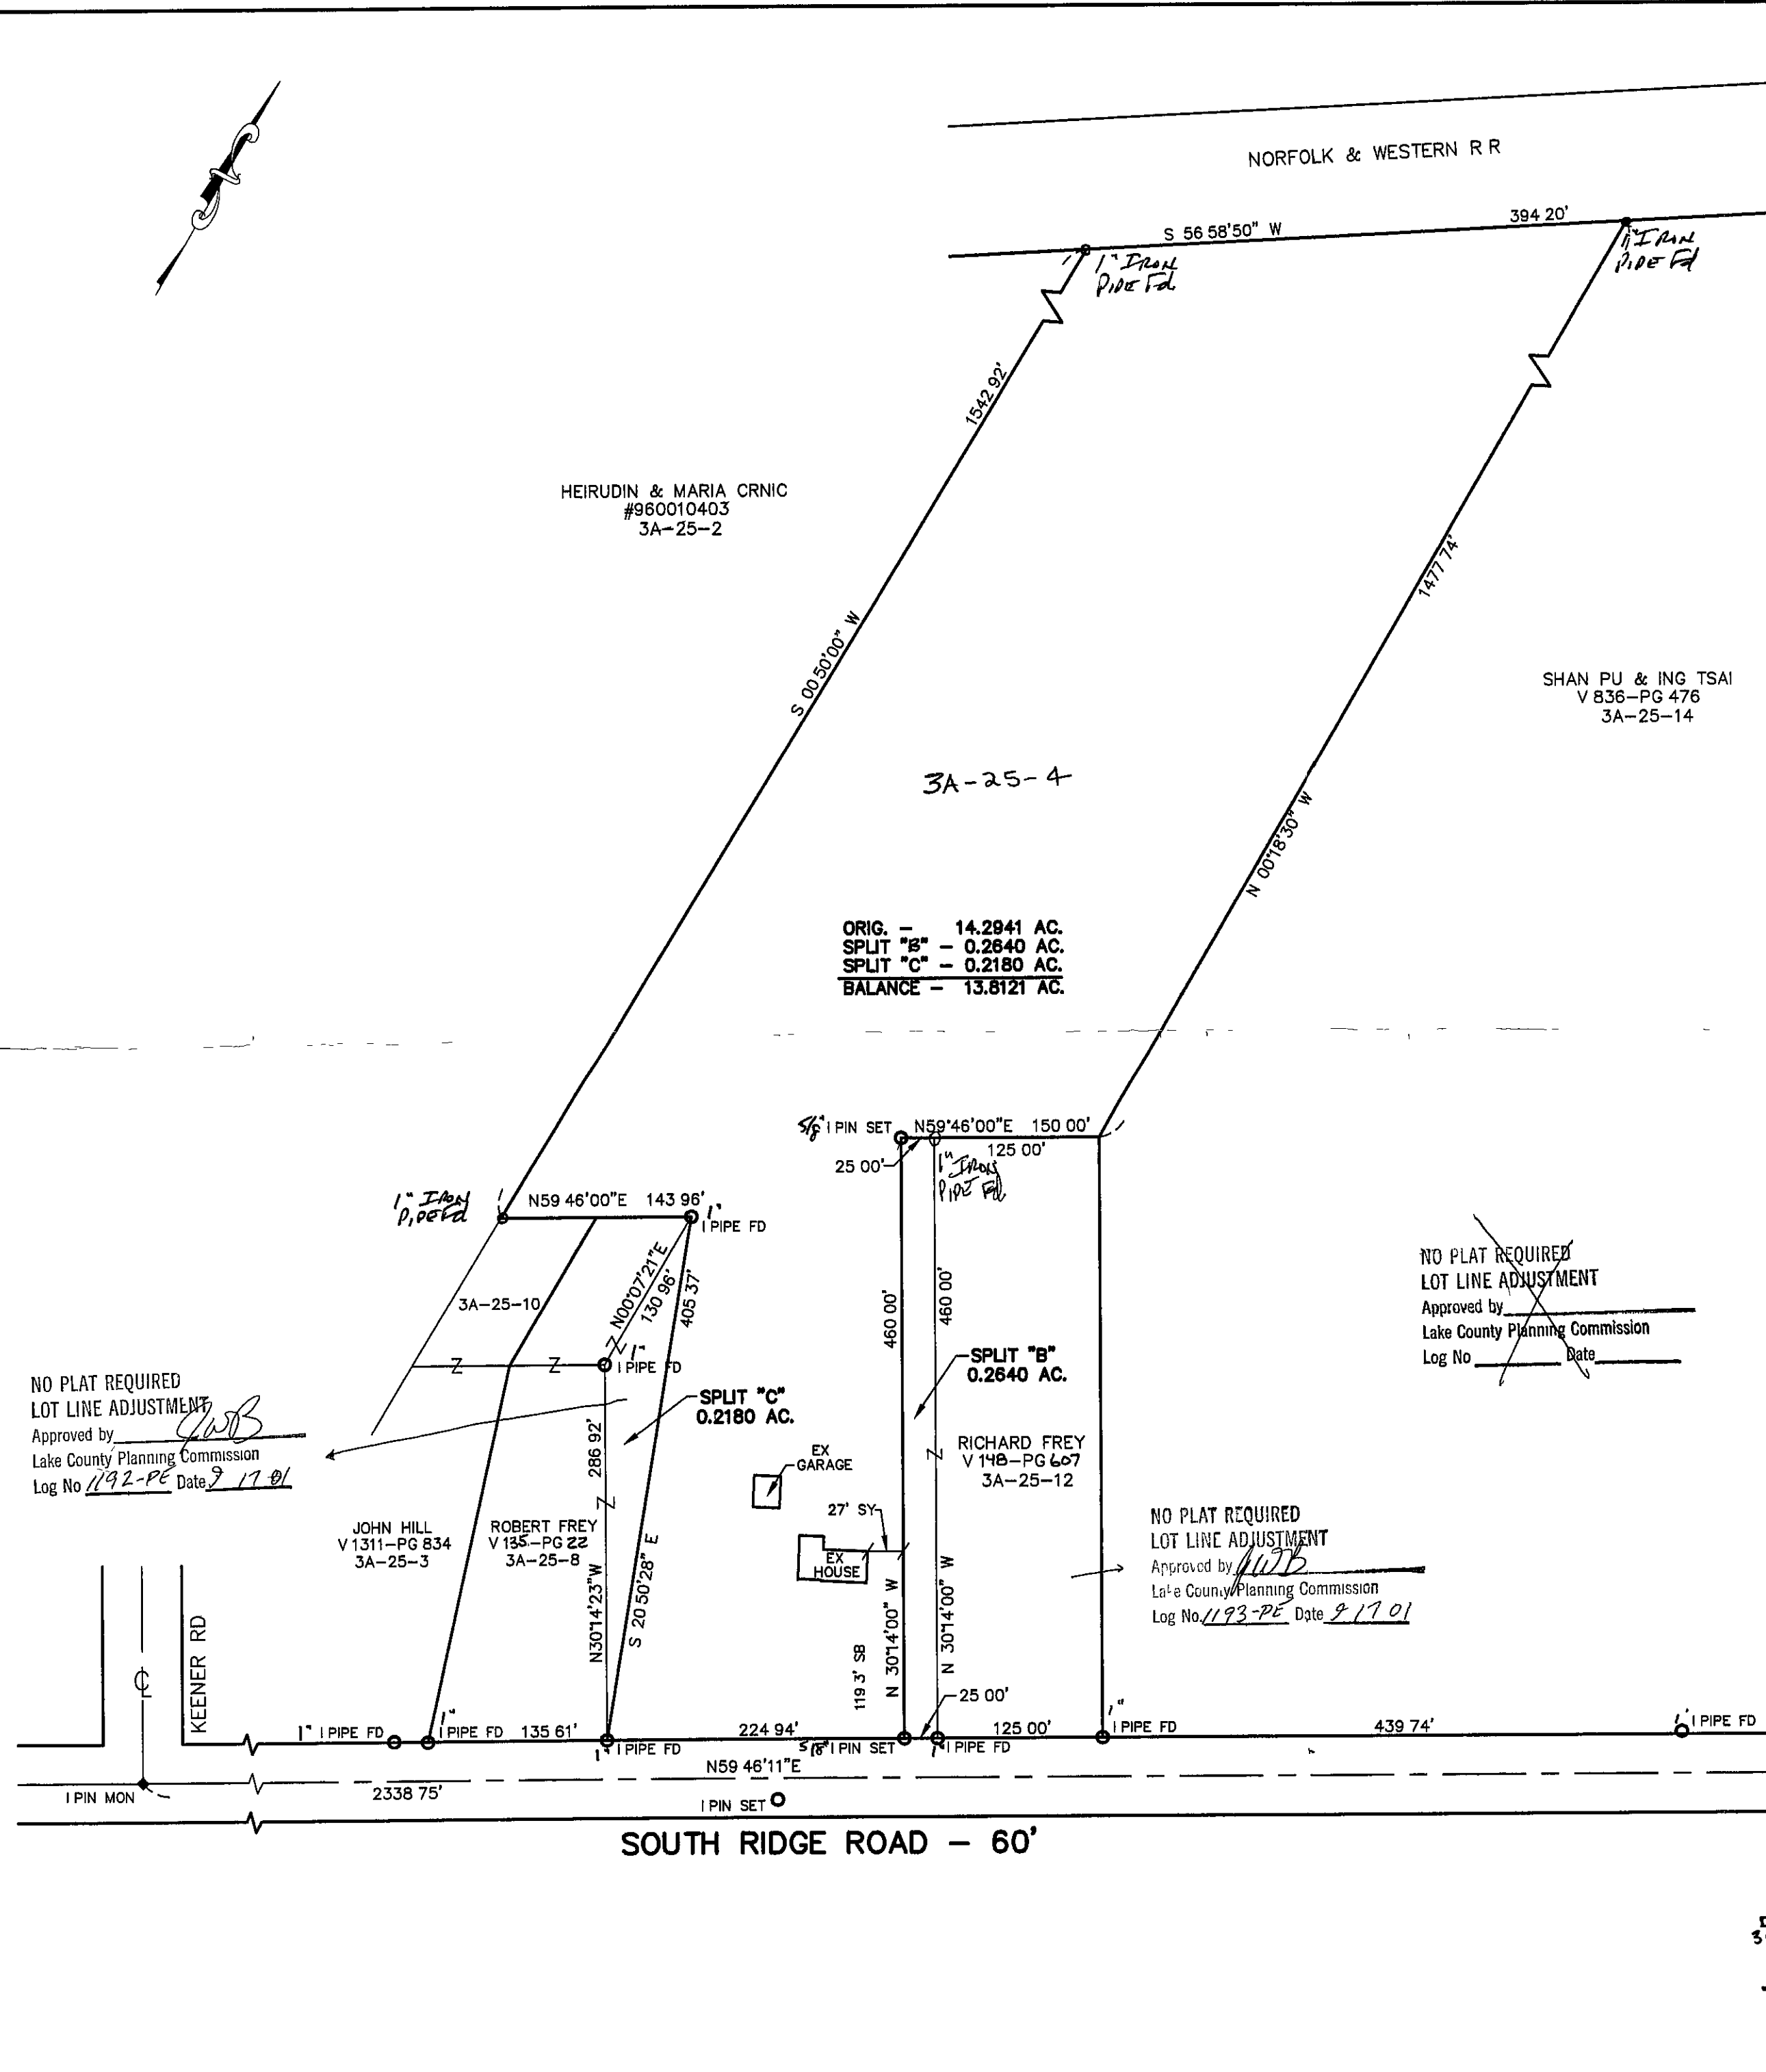 NORFOLK & WESTERN R R
S 56 58'50" W
394 20'
1" IRON
PIPE Fd
1" IRON
PIPE Fd
1542 92'
HEIRUDIN & MARIA CRNIC
#960010403
3A-25-2
1477 74'
S 00 50'00" W
SHAN PU & ING TSAI
V 836-PG 476
3A-25-14
3A-25-4
N 00°18'30" W
ORIG. - 14.2941 AC.
SPLIT "B" - 0.2640 AC.
SPLIT "C" - 0.2180 AC.
BALANCE - 13.8121 AC.
5/8" I PIN SET
N59°46'00"E 150 00'
125 00'
25 00'
1" IRON
PIPE Fd
1" IRON
PIPE Fd
N59 46'00"E 143 96'
1"
I PIPE FD
N00°07'21"E
130 96'
405 37'
3A-25-10
1"
I PIPE FD
460 00'
460 00'
NO PLAT REQUIRED
LOT LINE ADJUSTMENT
Approved by
Lake County Planning Commission
Log No Date
SPLIT "B"
0.2640 AC.
SPLIT "C"
0.2180 AC.
NO PLAT REQUIRED
LOT LINE ADJUSTMENT
Approved by JWB
Lake County Planning Commission
Log No 1192-PE Date 9 17 01
286 92'
EX
GARAGE
RICHARD FREY
V 148-PG 607
3A-25-12
27' SY
JOHN HILL
V 1311-PG 834
3A-25-3
ROBERT FREY
V 135-PG 22
3A-25-8
EX
HOUSE
NO PLAT REQUIRED
LOT LINE ADJUSTMENT
Approved by JWB
Lake County Planning Commission
Log No. 1193-PE Date 9 17 01
N30°14'23"W
S 20 50'28" E
119 3' SB
N 30°14'00" W
N 30°14'00" W
KEENER RD
CL
25 00'
1" I PIPE FD
1"
I PIPE FD
135 61'
1" I PIPE FD
224 94'
5/8" I PIN SET
1" I PIPE FD
125 00'
1"
I PIPE FD
439 74'
1" I PIPE FD
N59 46'11"E
I PIN MON
2338 75'
I PIN SET
SOUTH RIDGE ROAD - 60'